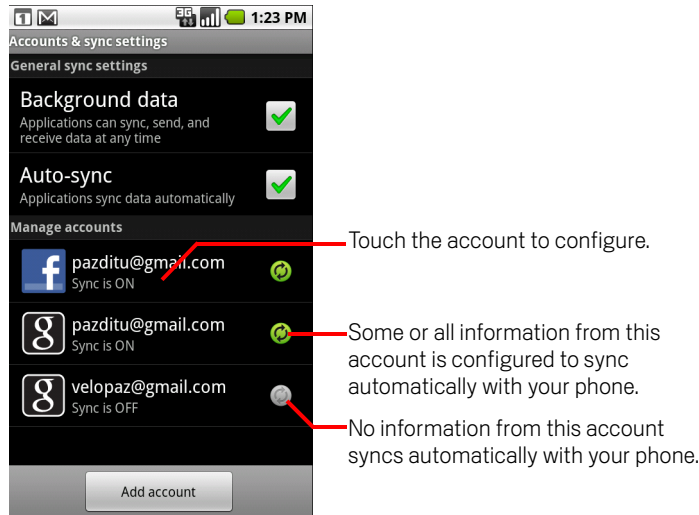 1 3G 1:23 PM
Accounts & sync settings
General sync settings
Background data
Applications can sync, send, and
receive data at any time
Auto-sync
Applications sync data automatically
Manage accounts
f pazditu@gmail.com
Sync is ON
g pazditu@gmail.com
Sync is ON
g velopaz@gmail.com
Sync is OFF
Add account
Touch the account to configure.
Some or all information from this
account is configured to sync
automatically with your phone.
No information from this account
syncs automatically with your phone.